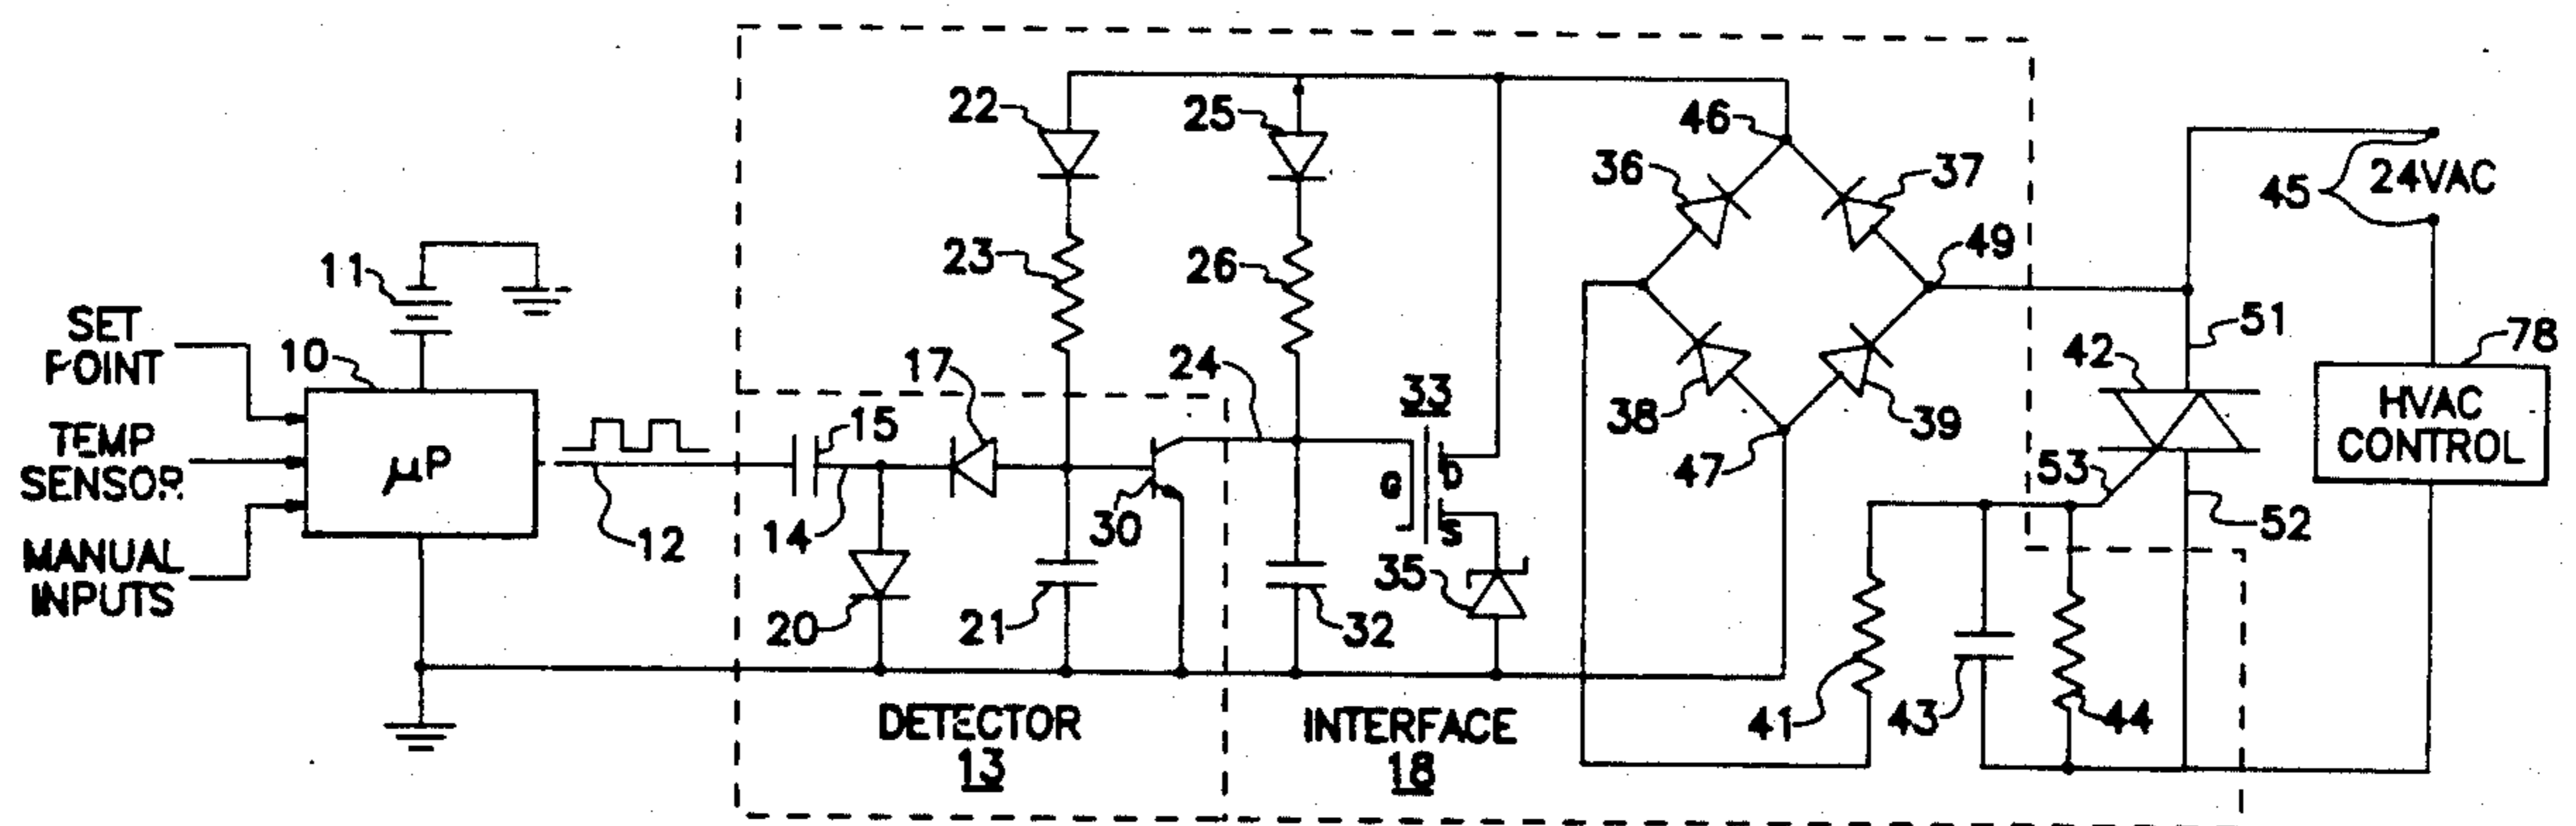 22
25
46
36
37
24VAC
45
49
11
23
26
SET
POINT
10
51
17
24
33
42
78
15
38
39
HVAC
CONTROL
TEMP
SENSOR
μP
G
D
S
47
53
12
14
30
52
MANUAL
INPUTS
35
20
21
32
41
43
44
DETECTOR
13
INTERFACE
18